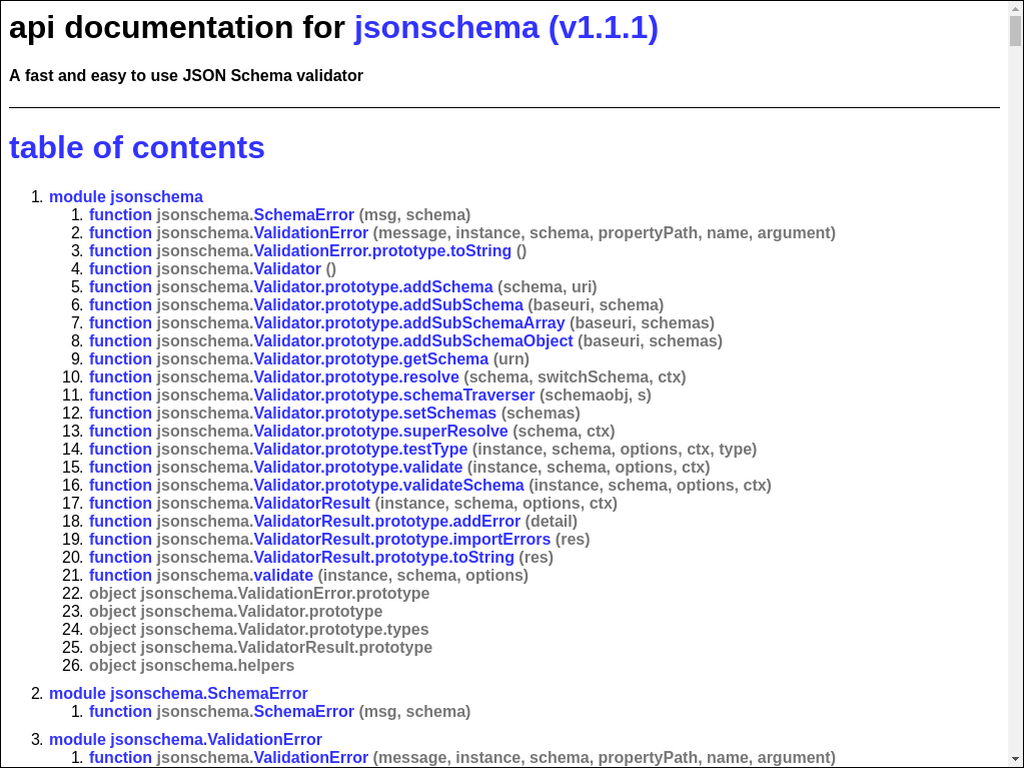 api documentation for jsonschema (v1.1.1)
A fast and easy to use JSON Schema validator
table of contents
1. module jsonschema
1. function jsonschema.SchemaError (msg, schema)
2. function jsonschema.ValidationError (message, instance, schema, propertyPath, name, argument)
3. function jsonschema.ValidationError.prototype.toString ()
4. function jsonschema.Validator ()
5. function jsonschema.Validator.prototype.addSchema (schema, uri)
6. function jsonschema.Validator.prototype.addSubSchema (baseuri, schema)
7. function jsonschema.Validator.prototype.addSubSchemaArray (baseuri, schemas)
8. function jsonschema.Validator.prototype.addSubSchemaObject (baseuri, schemas)
9. function jsonschema.Validator.prototype.getSchema (urn)
10. function jsonschema.Validator.prototype.resolve (schema, switchSchema, ctx)
11. function jsonschema.Validator.prototype.schemaTraverser (schemaobj, s)
12. function jsonschema.Validator.prototype.setSchemas (schemas)
13. function jsonschema.Validator.prototype.superResolve (schema, ctx)
14. function jsonschema.Validator.prototype.testType (instance, schema, options, ctx, type)
15. function jsonschema.Validator.prototype.validate (instance, schema, options, ctx)
16. function jsonschema.Validator.prototype.validateSchema (instance, schema, options, ctx)
17. function jsonschema.ValidatorResult (instance, schema, options, ctx)
18. function jsonschema.ValidatorResult.prototype.addError (detail)
19. function jsonschema.ValidatorResult.prototype.importErrors (res)
20. function jsonschema.ValidatorResult.prototype.toString (res)
21. function jsonschema.validate (instance, schema, options)
22. object jsonschema.ValidationError.prototype
23. object jsonschema.Validator.prototype
24. object jsonschema.Validator.prototype.types
25. object jsonschema.ValidatorResult.prototype
26. object jsonschema.helpers
2. module jsonschema.SchemaError
1. function jsonschema.SchemaError (msg, schema)
3. module jsonschema.ValidationError
1. function jsonschema.ValidationError (message, instance, schema, propertyPath, name, argument)